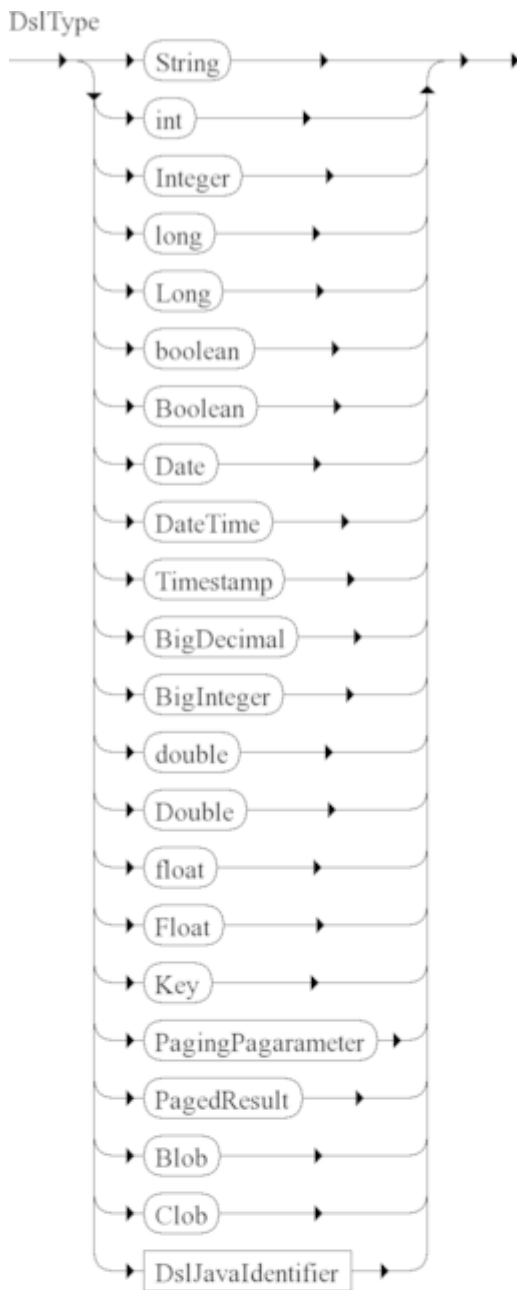 DslType
String
int
Integer
long
Long
boolean
Boolean
Date
DateTime
Timestamp
BigDecimal
BigInteger
double
Double
float
Float
Key
PagingPagarameter
PagedResult
Blob
Clob
DslJavaIdentifier